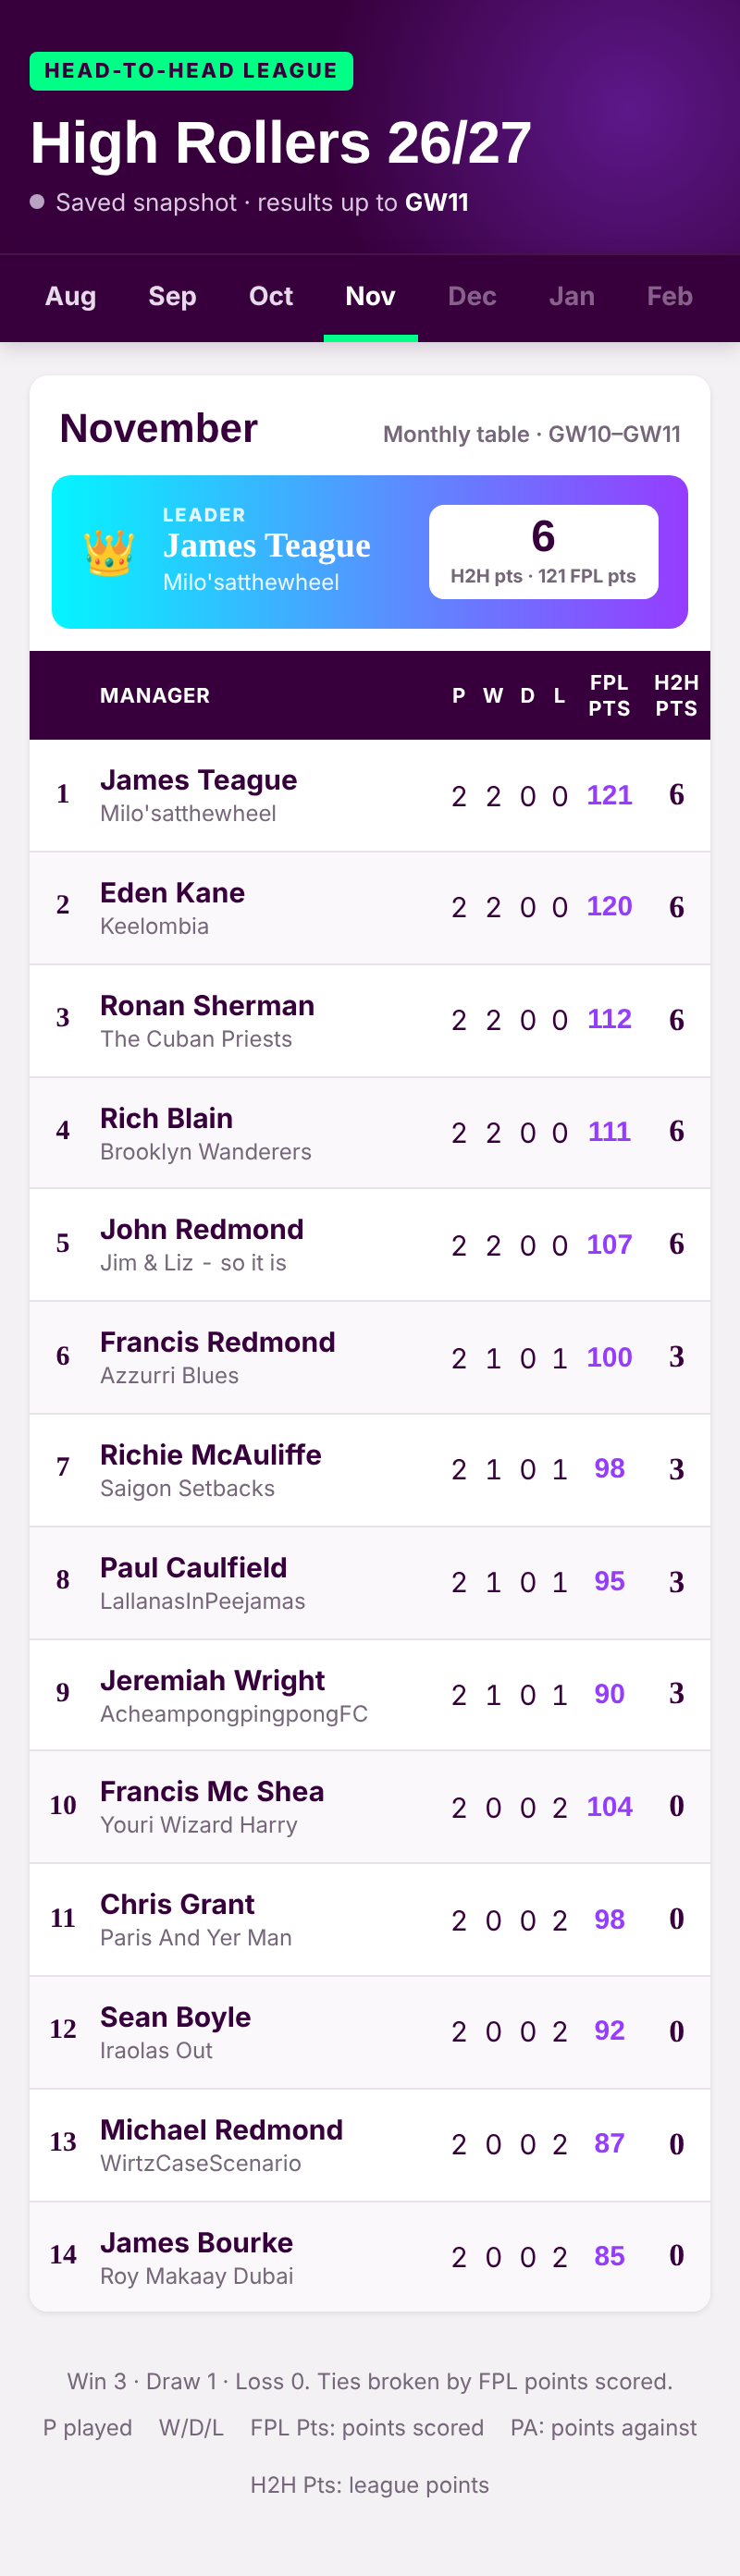 HEAD-TO-HEAD LEAGUE
High Rollers 26/27
Saved snapshot · results up to GW11
Aug Sep Oct Nov Dec Jan Feb
November
Monthly table · GW10–GW11
LEADER
James Teague
Milo'satthewheel
6
H2H pts · 121 FPL pts
MANAGER P W D L FPL PTS H2H PTS
1 James Teague 2 2 0 0 121 6
Milo'satthewheel
2 Eden Kane 2 2 0 0 120 6
Keelombia
3 Ronan Sherman 2 2 0 0 112 6
The Cuban Priests
4 Rich Blain 2 2 0 0 111 6
Brooklyn Wanderers
5 John Redmond 2 2 0 0 107 6
Jim & Liz - so it is
6 Francis Redmond 2 1 0 1 100 3
Azzurri Blues
7 Richie McAuliffe 2 1 0 1 98 3
Saigon Setbacks
8 Paul Caulfield 2 1 0 1 95 3
LallanasInPeejamas
9 Jeremiah Wright 2 1 0 1 90 3
AcheampongpingpongFC
10 Francis Mc Shea 2 0 0 2 104 0
Youri Wizard Harry
11 Chris Grant 2 0 0 2 98 0
Paris And Yer Man
12 Sean Boyle 2 0 0 2 92 0
Iraolas Out
13 Michael Redmond 2 0 0 2 87 0
WirtzCaseScenario
14 James Bourke 2 0 0 2 85 0
Roy Makaay Dubai
Win 3 · Draw 1 · Loss 0. Ties broken by FPL points scored.
P played W/D/L FPL Pts: points scored PA: points against
H2H Pts: league points